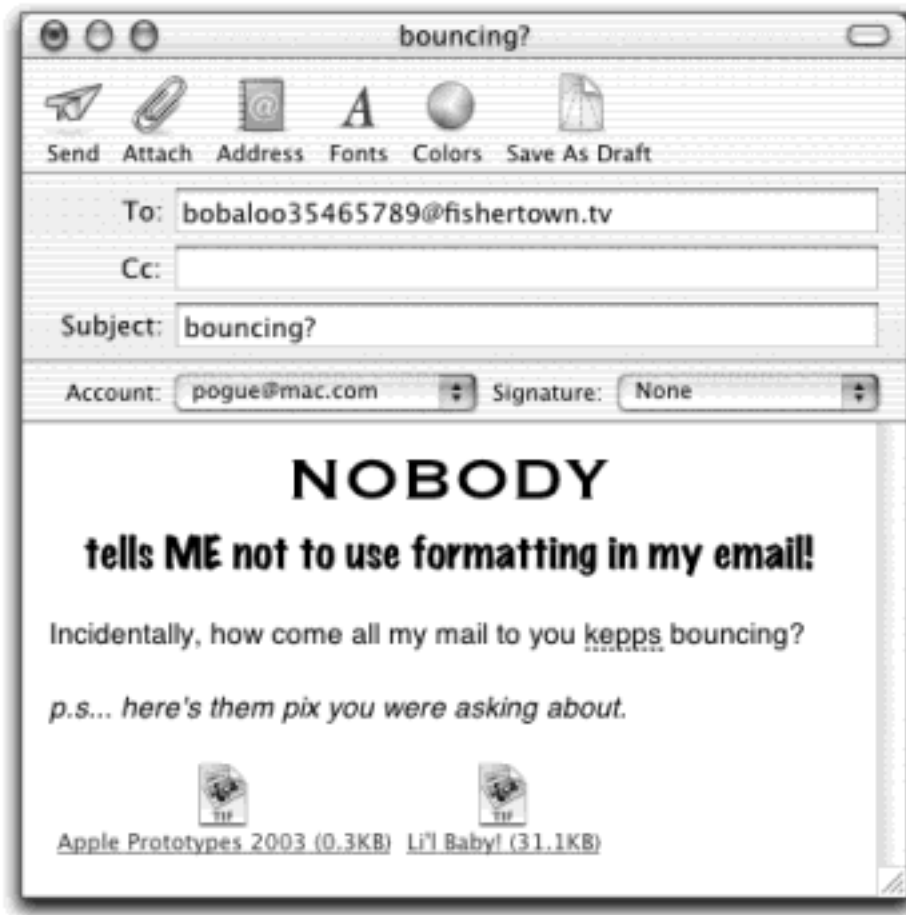 bouncing?
Send Attach Address Fonts Colors Save As Draft
To: bobaloo35465789@fishertown.tv
Cc:
Subject: bouncing?
Account: pogue@mac.com Signature: None
NOBODY
tells ME not to use formatting in my email!
Incidentally, how come all my mail to you kepps bouncing?
p.s... here's them pix you were asking about.
TIF TIF
Apple Prototypes 2003 (0.3KB) Li'l Baby! (31.1KB)